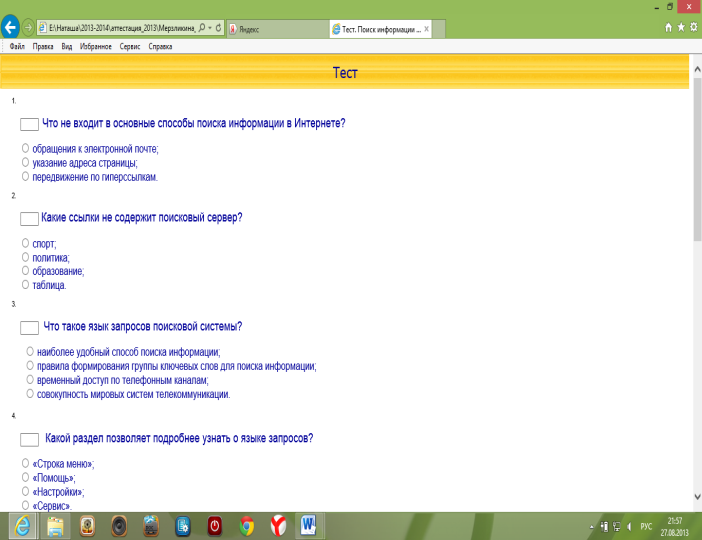 E:\Наташа\2013-2014\аттестация_2013\Мерзликина_
Яндекс
Тест. Поиск информации ...
Файл Правка Вид Избранное Сервис Справка
Тест
1.
Что не входит в основные способы поиска информации в Интернете?
обращения к электронной почте;
указание адреса страницы;
передвижение по гиперссылкам.
2.
Какие ссылки не содержит поисковый сервер?
спорт;
политика;
образование;
таблица.
3.
Что такое язык запросов поисковой системы?
наиболее удобный способ поиска информации;
правила формирования группы ключевых слов для поиска информации;
временный доступ по телефонным каналам;
совокупность мировых систем телекоммуникации.
4.
Какой раздел позволяет подробнее узнать о языке запросов?
«Строка меню»;
«Помощь»;
«Настройки»;
«Сервис».
РУС
21:57
27.08.2013